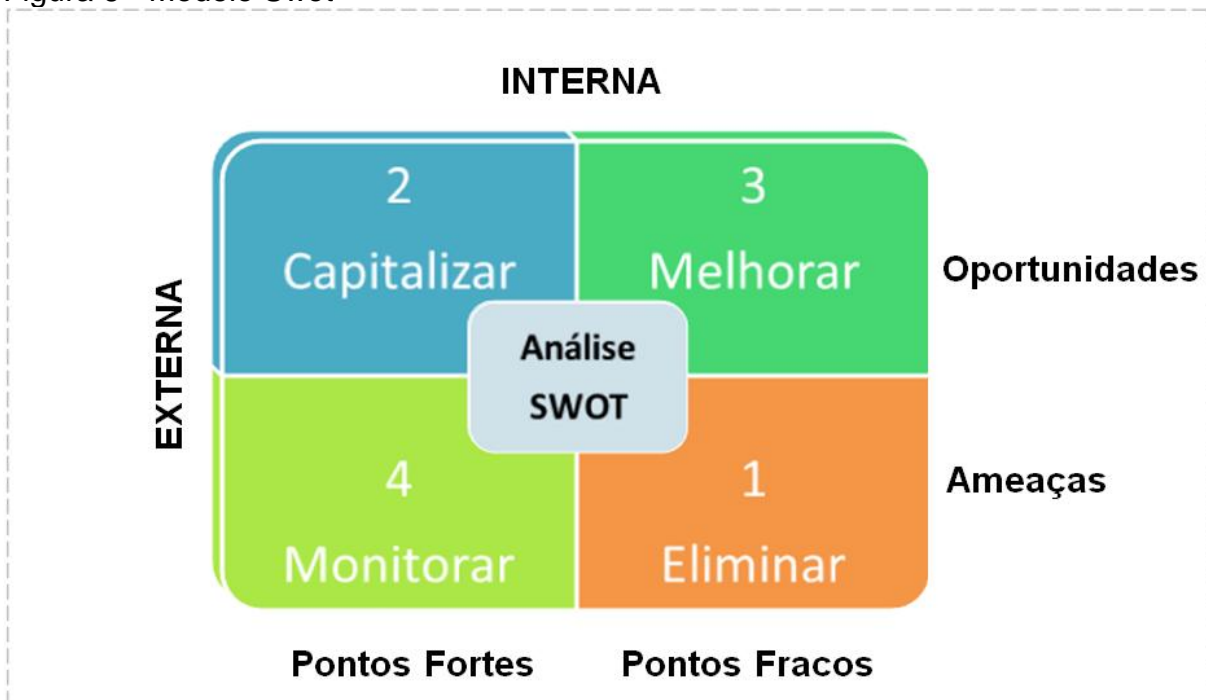 INTERNA
EXTERNA
2
Capitalizar
3
Melhorar
Oportunidades
Análise
SWOT
4
Monitorar
1
Eliminar
Ameaças
Pontos Fortes
Pontos Fracos